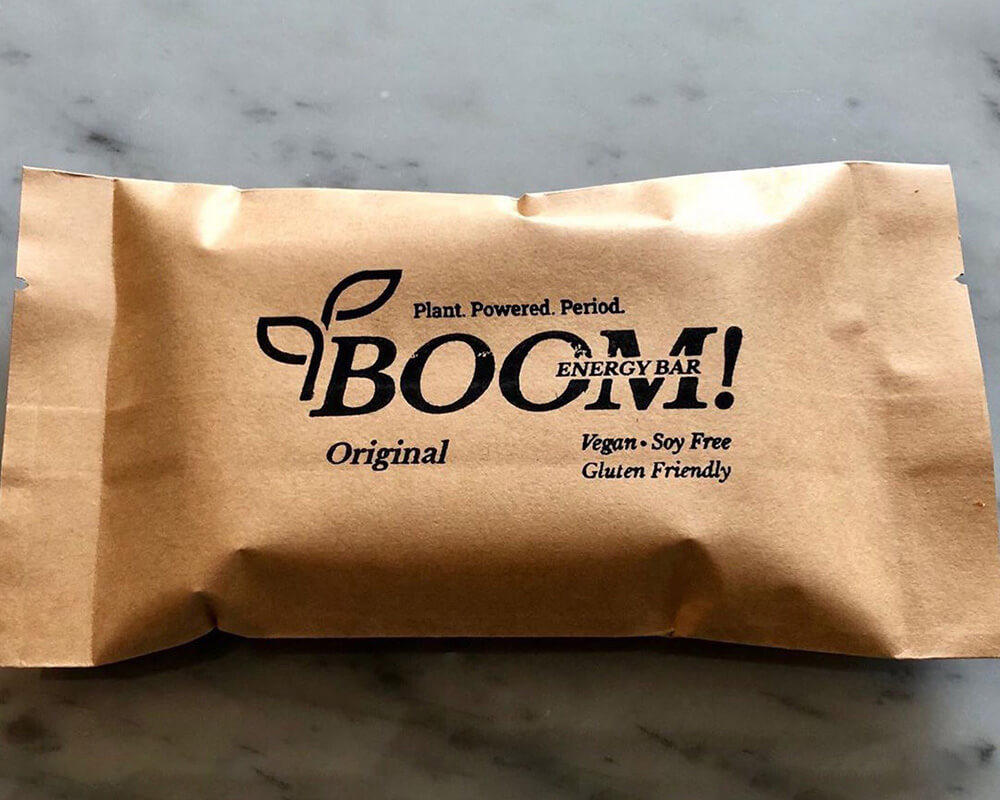 Plant. Powered. Period.
BOOM!
ENERGY BAR
Original
Vegan • Soy Free
Gluten Friendly